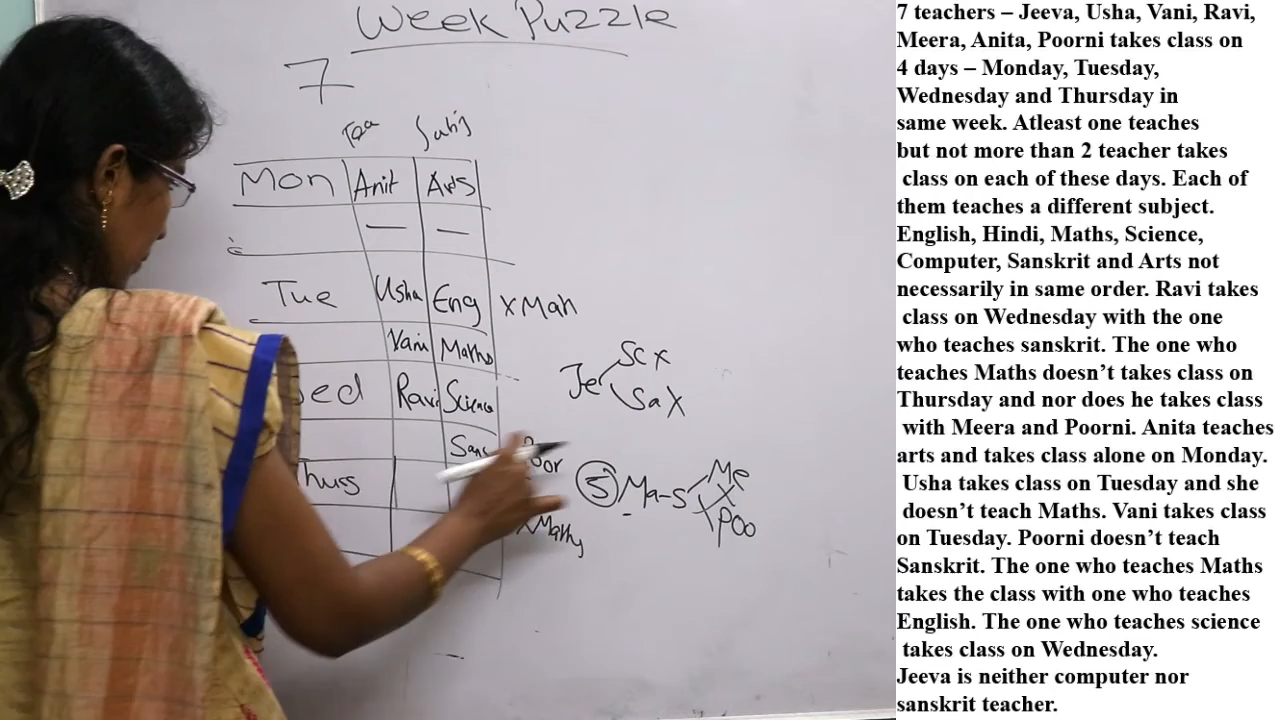 Week Puzzle
7
Tea Subj
Mon Anit Arts
— —
Tue Usha Eng X Mah
Vani Maths
ed Ravi Science
Sans Poor
hurs
X Maths
Je Sc X
Sa X
5 Ma-S Me
X Poo
7 teachers – Jeeva, Usha, Vani, Ravi,
Meera, Anita, Poorni takes class on
4 days – Monday, Tuesday,
Wednesday and Thursday in
same week. Atleast one teaches
but not more than 2 teacher takes
class on each of these days. Each of
them teaches a different subject.
English, Hindi, Maths, Science,
Computer, Sanskrit and Arts not
necessarily in same order. Ravi takes
class on Wednesday with the one
who teaches sanskrit. The one who
teaches Maths doesn’t takes class on
Thursday and nor does he takes class
with Meera and Poorni. Anita teaches
arts and takes class alone on Monday.
Usha takes class on Tuesday and she
doesn’t teach Maths. Vani takes class
on Tuesday. Poorni doesn’t teach
Sanskrit. The one who teaches Maths
takes the class with one who teaches
English. The one who teaches science
takes class on Wednesday.
Jeeva is neither computer nor
sanskrit teacher.